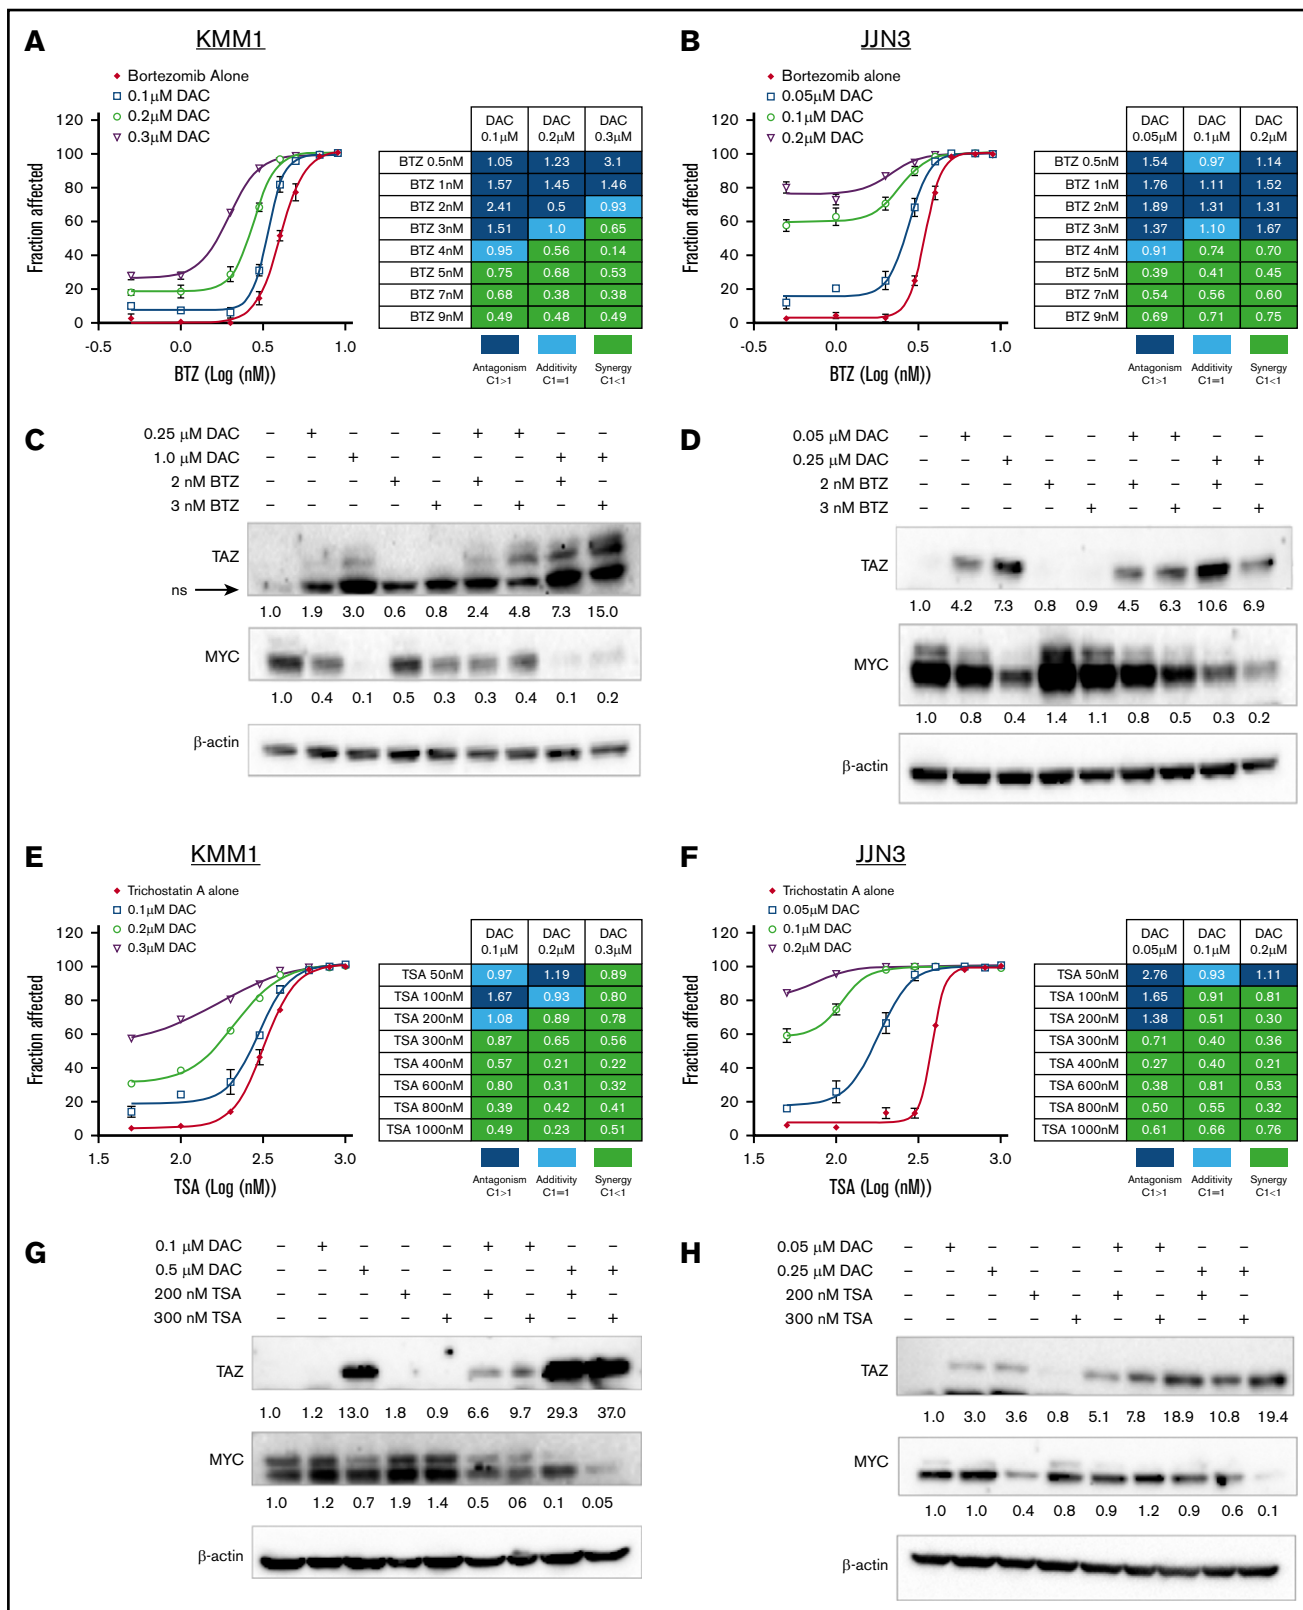 A
KMM1
Bortezomib Alone
0.1μM DAC
0.2μM DAC
0.3μM DAC
Fraction affected
120
100
80
60
40
20
0
-0.5 0.0 0.5 1.0
BTZ (Log (nM))
DAC 0.1μM DAC 0.2μM DAC 0.3μM
BTZ 0.5nM 1.05 1.23 3.1
BTZ 1nM 1.57 1.45 1.46
BTZ 2nM 2.41 0.5 0.93
BTZ 3nM 1.51 1.0 0.65
BTZ 4nM 0.95 0.56 0.14
BTZ 5nM 0.75 0.68 0.53
BTZ 7nM 0.68 0.38 0.38
BTZ 9nM 0.49 0.48 0.49
Antagonism Additivity Synergy
C1>1 C1=1 C1<1
B
JJN3
Bortezomib alone
0.05μM DAC
0.1μM DAC
0.2μM DAC
Fraction affected
120
100
80
60
40
20
0
-0.5 0.0 0.5 1.0
BTZ (Log (nM))
DAC 0.05μM DAC 0.1μM DAC 0.2μM
BTZ 0.5nM 1.54 0.97 1.14
BTZ 1nM 1.76 1.11 1.52
BTZ 2nM 1.89 1.31 1.31
BTZ 3nM 1.37 1.10 1.67
BTZ 4nM 0.91 0.74 0.70
BTZ 5nM 0.39 0.41 0.45
BTZ 7nM 0.54 0.56 0.60
BTZ 9nM 0.69 0.71 0.75
Antagonism Additivity Synergy
C1>1 C1=1 C1<1
C
0.25 μM DAC – + – – – + + – –
1.0 μM DAC – – + – – – – + +
2 nM BTZ – – – + – + – + –
3 nM BTZ – – – – + – + – +
TAZ
ns
1.0 1.9 3.0 0.6 0.8 2.4 4.8 7.3 15.0
MYC
1.0 0.4 0.1 0.5 0.3 0.3 0.4 0.1 0.2
β-actin
D
0.05 μM DAC – + – – – + + – –
0.25 μM DAC – – + – – – – + +
2 nM BTZ – – – + – + – + –
3 nM BTZ – – – – + – + – +
TAZ
1.0 4.2 7.3 0.8 0.9 4.5 6.3 10.6 6.9
MYC
1.0 0.8 0.4 1.4 1.1 0.8 0.5 0.3 0.2
β-actin
E
KMM1
Trichostatin A alone
0.1μM DAC
0.2μM DAC
0.3μM DAC
Fraction affected
120
100
80
60
40
20
0
1.5 2.0 2.5 3.0
TSA (Log (nM))
DAC 0.1μM DAC 0.2μM DAC 0.3μM
TSA 50nM 0.97 1.19 0.89
TSA 100nM 1.67 0.93 0.80
TSA 200nM 1.08 0.89 0.78
TSA 300nM 0.87 0.65 0.56
TSA 400nM 0.57 0.21 0.22
TSA 600nM 0.80 0.31 0.32
TSA 800nM 0.39 0.42 0.41
TSA 1000nM 0.49 0.23 0.51
Antagonism Additivity Synergy
C1>1 C1=1 C1<1
F
JJN3
Trichostatin A alone
0.05μM DAC
0.1μM DAC
0.2μM DAC
Fraction affected
120
100
80
60
40
20
0
1.5 2.0 2.5 3.0
TSA (Log (nM))
DAC 0.05μM DAC 0.1μM DAC 0.2μM
TSA 50nM 2.76 0.93 1.11
TSA 100nM 1.65 0.91 0.81
TSA 200nM 1.38 0.51 0.30
TSA 300nM 0.71 0.40 0.36
TSA 400nM 0.27 0.40 0.21
TSA 600nM 0.38 0.81 0.53
TSA 800nM 0.50 0.55 0.32
TSA 1000nM 0.61 0.66 0.76
Antagonism Additivity Synergy
C1>1 C1=1 C1<1
G
0.1 μM DAC – + – – – + + – –
0.5 μM DAC – – + – – – – + +
200 nM TSA – – – + – + – + –
300 nM TSA – – – – + – + – +
TAZ
1.0 1.2 13.0 1.8 0.9 6.6 9.7 29.3 37.0
MYC
1.0 1.2 0.7 1.9 1.4 0.5 06 0.1 0.05
β-actin
H
0.05 μM DAC – + – – – + + – –
0.25 μM DAC – – + – – – – + +
200 nM TSA – – – + – + – + –
300 nM TSA – – – – + – + – +
TAZ
1.0 3.0 3.6 0.8 5.1 7.8 18.9 10.8 19.4
MYC
1.0 1.0 0.4 0.8 0.9 1.2 0.9 0.6 0.1
β-actin